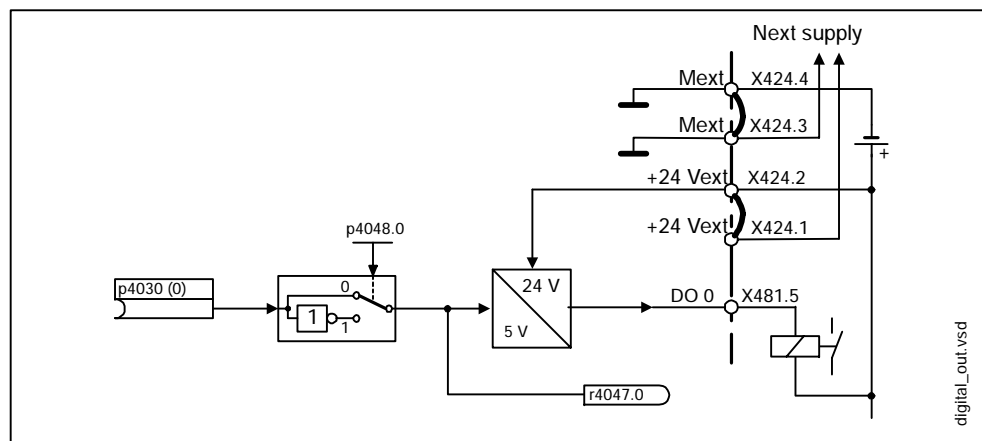 Next supply
Mext X424.4
Mext X424.3
+
+24 Vext X424.2
+24 Vext X424.1
p4048.0
p4030 (0)
0
1
1
24 V
5 V
DO 0 X481.5
r4047.0
digital_out.vsd